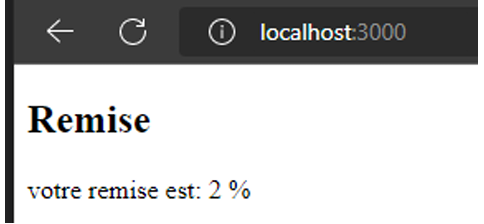 localhost:3000
Remise
votre remise est: 2 %